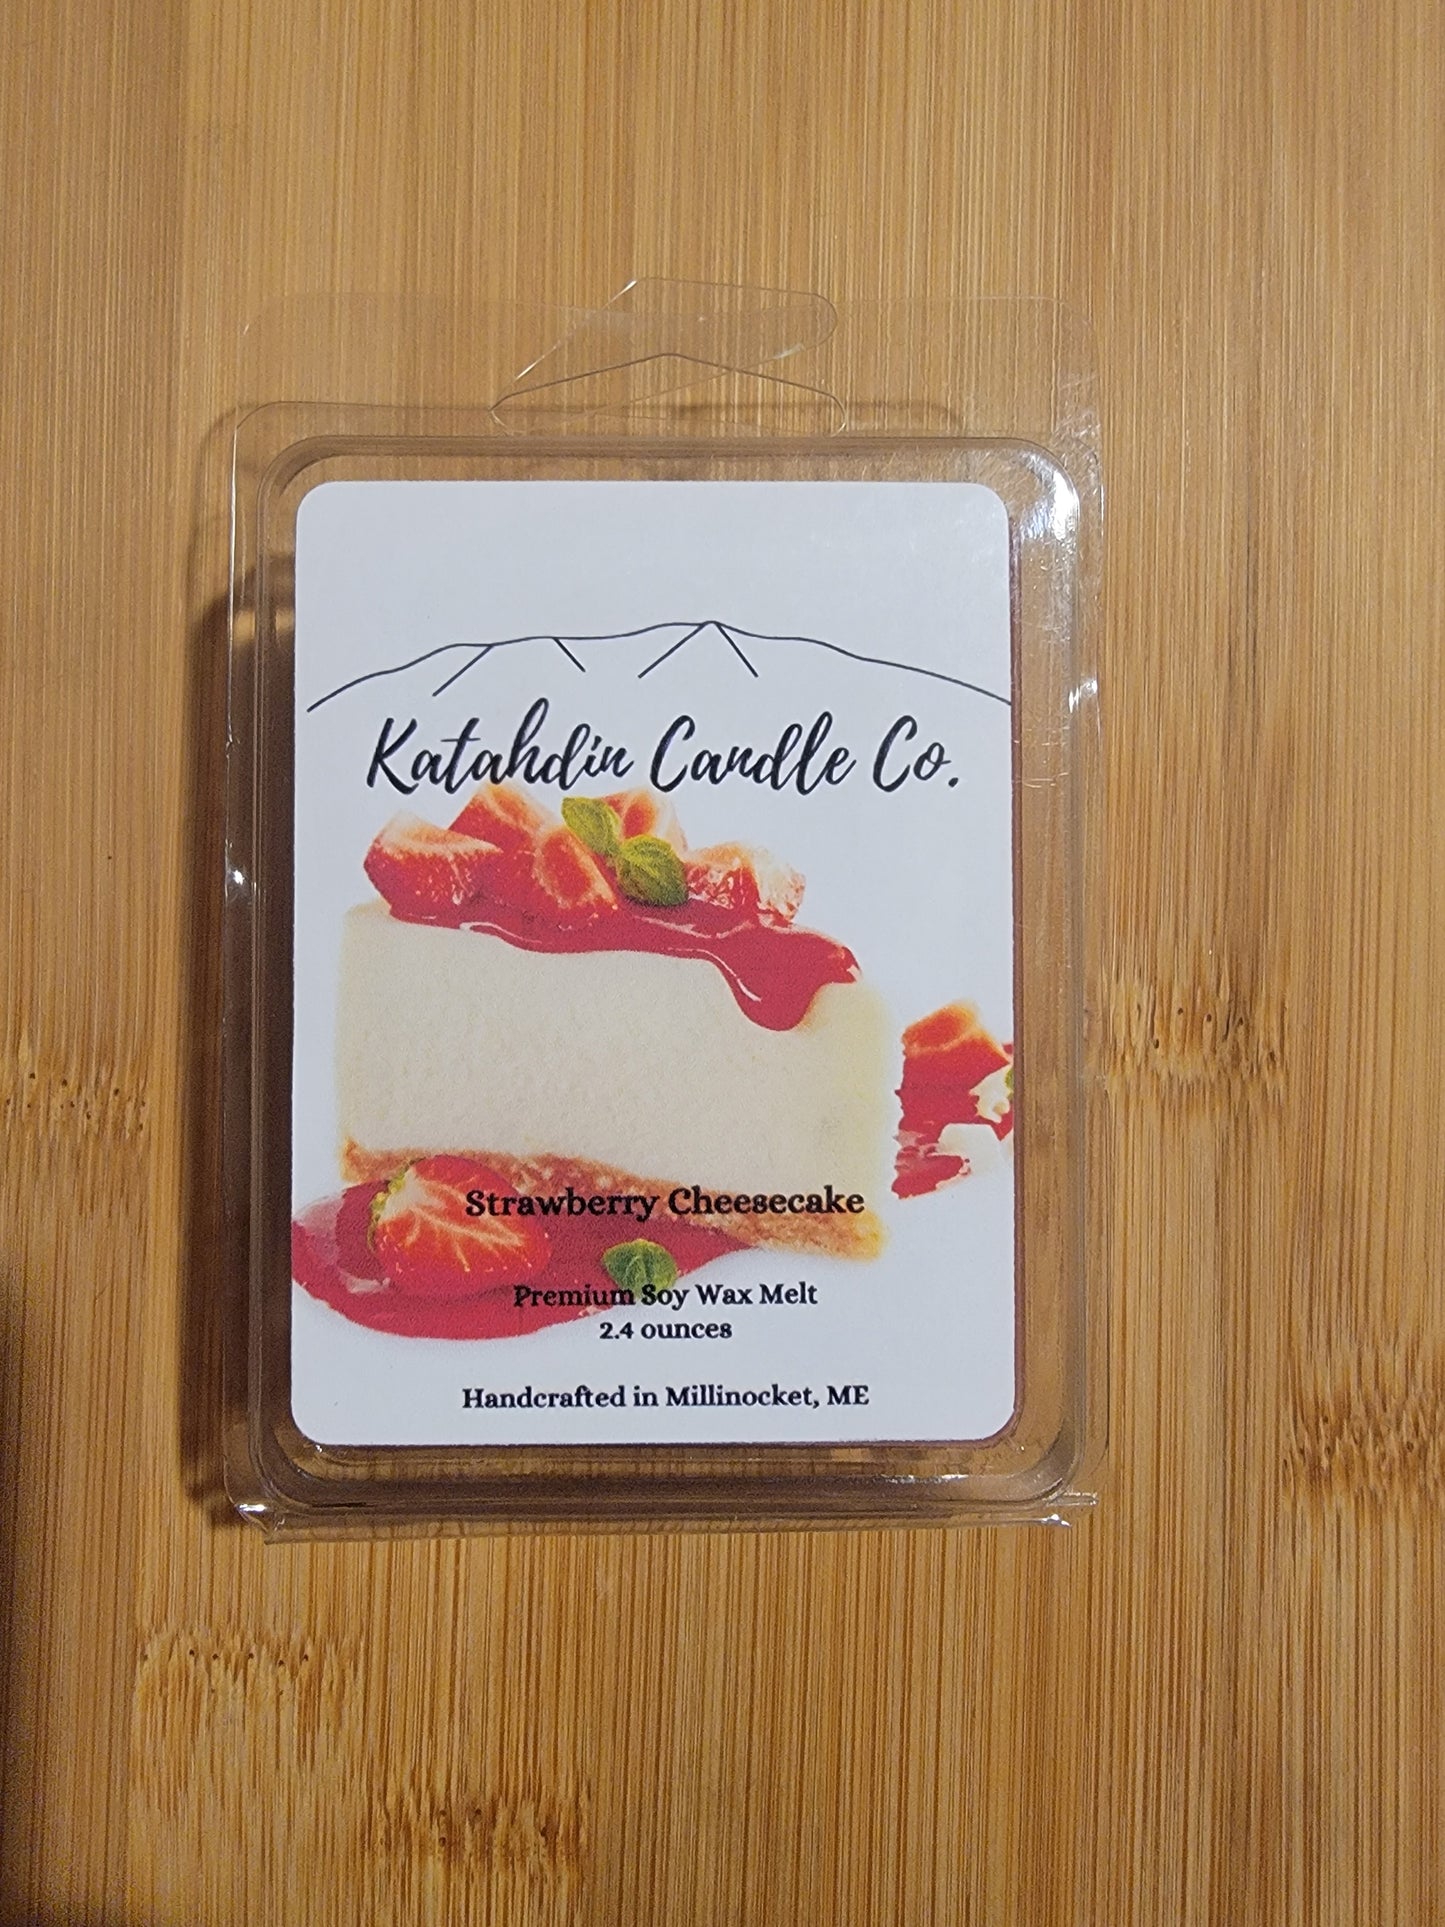 Katahdin Candle Co.
Strawberry Cheesecake
Premium Soy Wax Melt
2.4 ounces
Handcrafted in Millinocket, ME